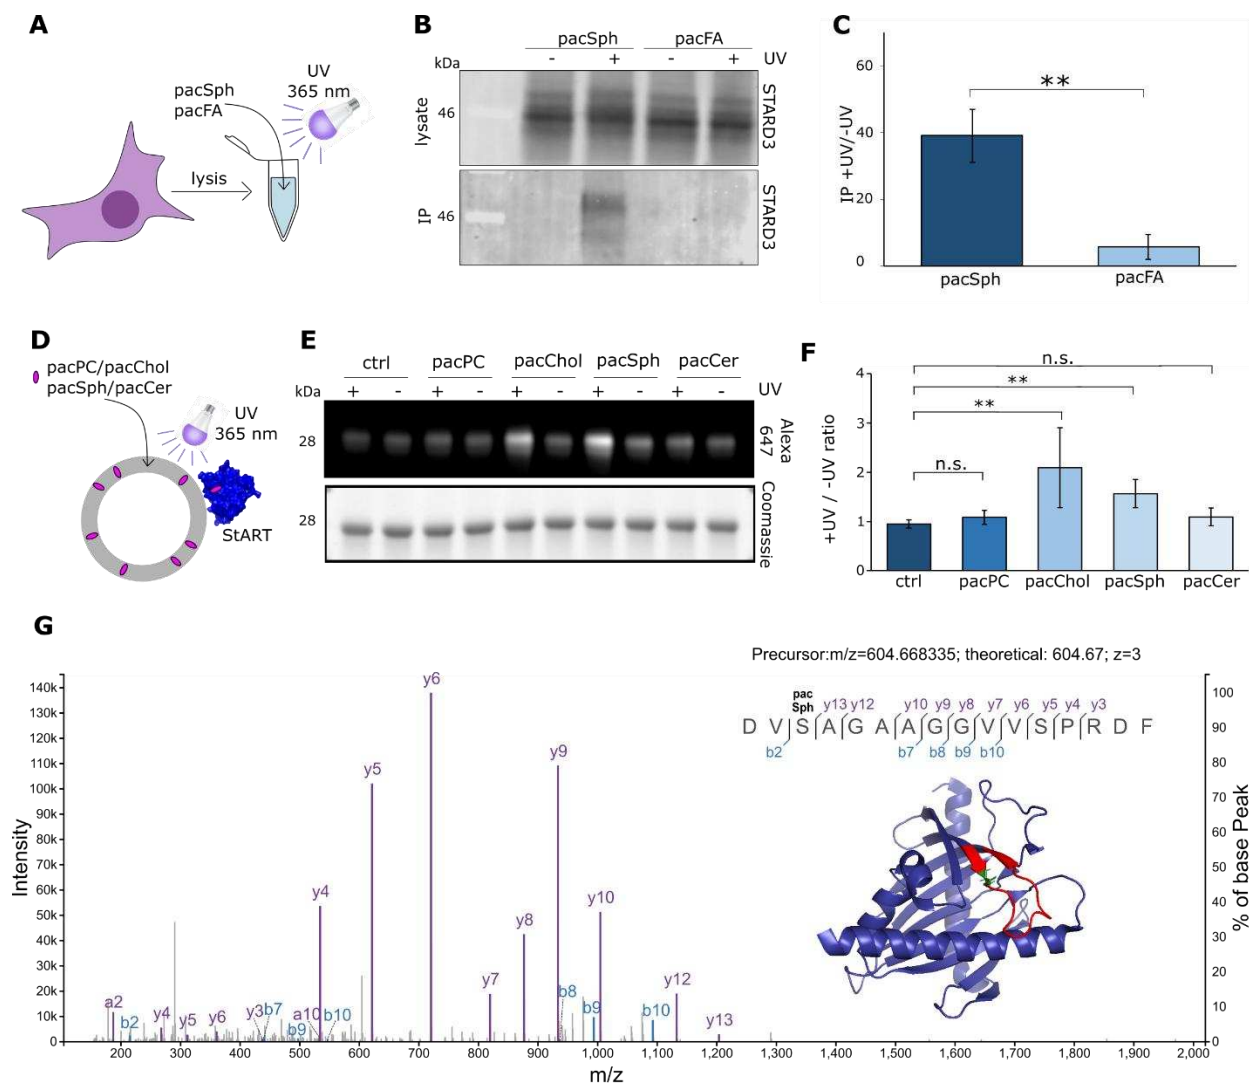 A
pacSph
pacFA
UV
365 nm
lysis
B
pacSph pacFA
kDa - + - + UV
lysate 46 STARD3
IP 46 STARD3
C
IP +UV/-UV
60
40
20
0
**
pacSph pacFA
D
pacPC/pacChol
pacSph/pacCer
UV
365 nm
StART
E
ctrl pacPC pacChol pacSph pacCer
kDa + - + - + - + - + - UV
28 Alexa 647
28 Coomassie
F
+UV / -UV ratio
4
3
2
1
0
n.s.
**
**
n.s.
ctrl pacPC pacChol pacSph pacCer
G
Precursor:m/z=604.668335; theoretical: 604.67; z=3
pac
Sph
y13 y12 y10 y9 y8 y7 y6 y5 y4 y3
D V S A G A A G G V V S P R D F
b2 b7 b8 b9 b10
Intensity
140k
130k
120k
110k
100k
90k
80k
70k
60k
50k
40k
30k
20k
10k
0
% of base Peak
100
90
80
70
60
50
40
30
20
10
0
y6
y9
y5
y4
y10
y8
y7
b8
y12
a2
b2
y4
y5
y6
y3
b7
b9
a10
b10
b9
b10
y13
200 300 400 500 600 700 800 900 1,000 1,100 1,200 1,300 1,400 1,500 1,600 1,700 1,800 1,900 2,000
m/z